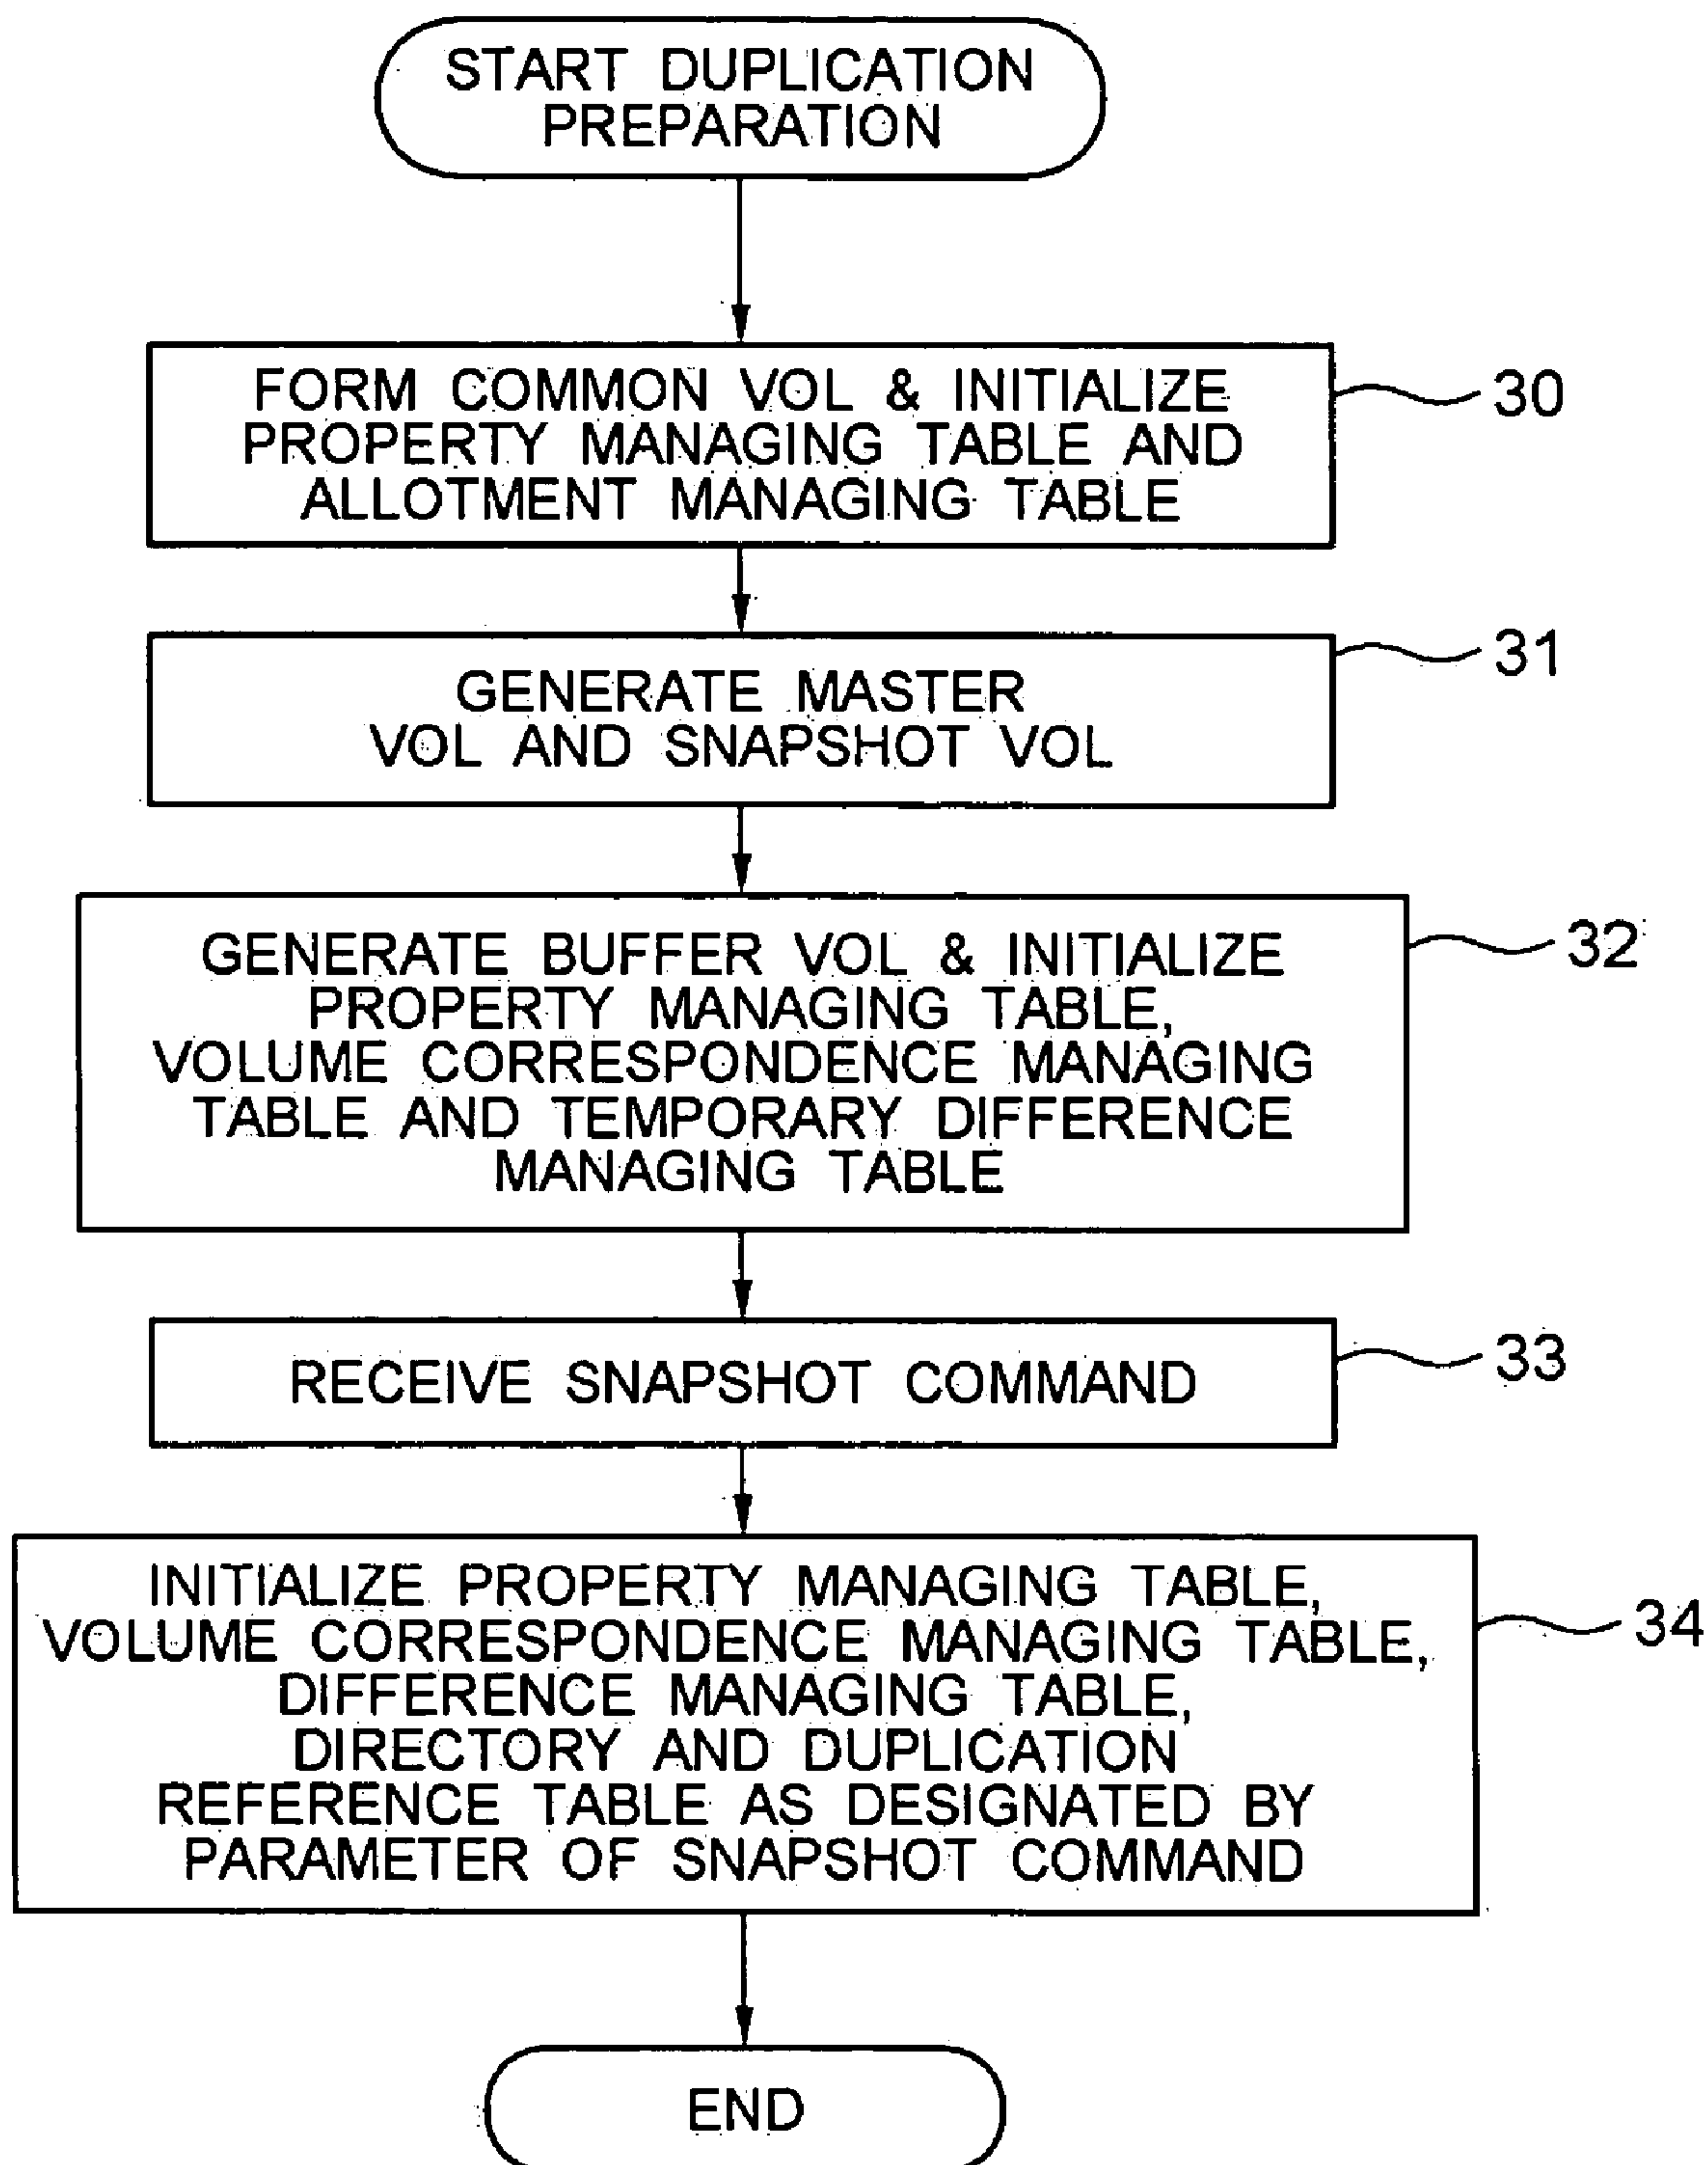 START DUPLICATION
PREPARATION
FORM COMMON VOL & INITIALIZE
PROPERTY MANAGING TABLE AND
ALLOTMENT MANAGING TABLE
30
GENERATE MASTER
VOL AND SNAPSHOT VOL
31
GENERATE BUFFER VOL & INITIALIZE
PROPERTY MANAGING TABLE,
VOLUME CORRESPONDENCE MANAGING
TABLE AND TEMPORARY DIFFERENCE
MANAGING TABLE
32
RECEIVE SNAPSHOT COMMAND
33
INITIALIZE PROPERTY MANAGING TABLE,
VOLUME CORRESPONDENCE MANAGING TABLE,
DIFFERENCE MANAGING TABLE,
DIRECTORY AND DUPLICATION
REFERENCE TABLE AS DESIGNATED BY
PARAMETER OF SNAPSHOT COMMAND
34
END